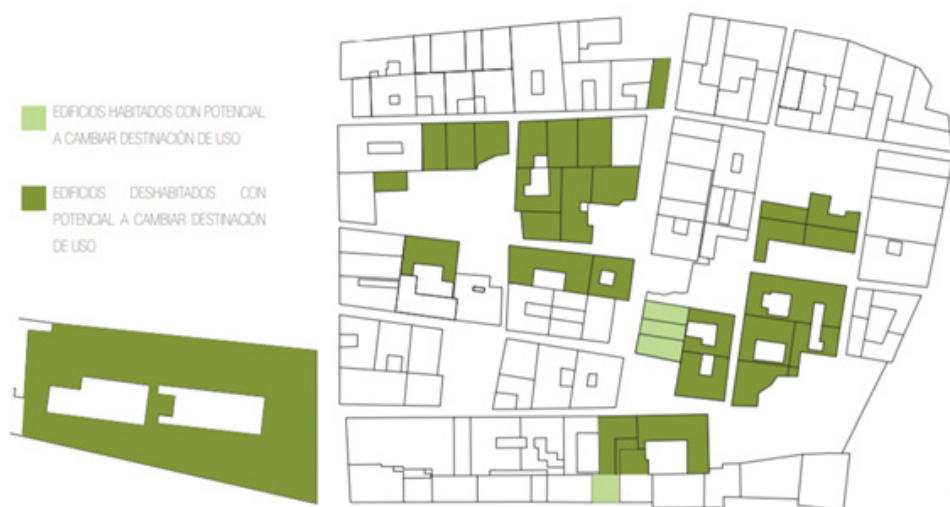 EDIFICIOS HABITADOS CON POTENCIAL
A CAMBIAR DESTINACIÓN DE USO
EDIFICIOS DESHABITADOS CON
POTENCIAL A CAMBIAR DESTINACIÓN
DE USO